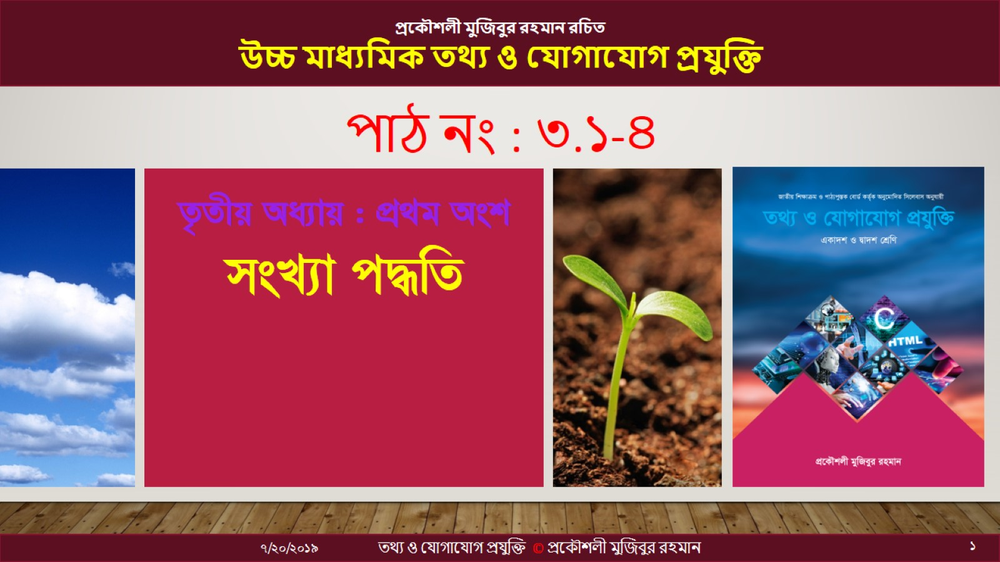 প্রকৌশলী মুজিবুর রহমান রচিত
উচ্চ মাধ্যমিক তথ্য ও যোগাযোগ প্রযুক্তি
পাঠ নং : ৩.১-৪
তৃতীয় অধ্যায় : প্রথম অংশ
সংখ্যা পদ্ধতি
জাতীয় শিক্ষাক্রম ও পাঠ্যপুস্তক বোর্ড কর্তৃক অনুমোদিত সিলেবাস অনুযায়ী
তথ্য ও যোগাযোগ প্রযুক্তি
একাদশ ও দ্বাদশ শ্রেণি
C
HTML
প্রকৌশলী মুজিবুর রহমান
৭/২০/২০১৯
তথ্য ও যোগাযোগ প্রযুক্তি © প্রকৌশলী মুজিবুর রহমান
১